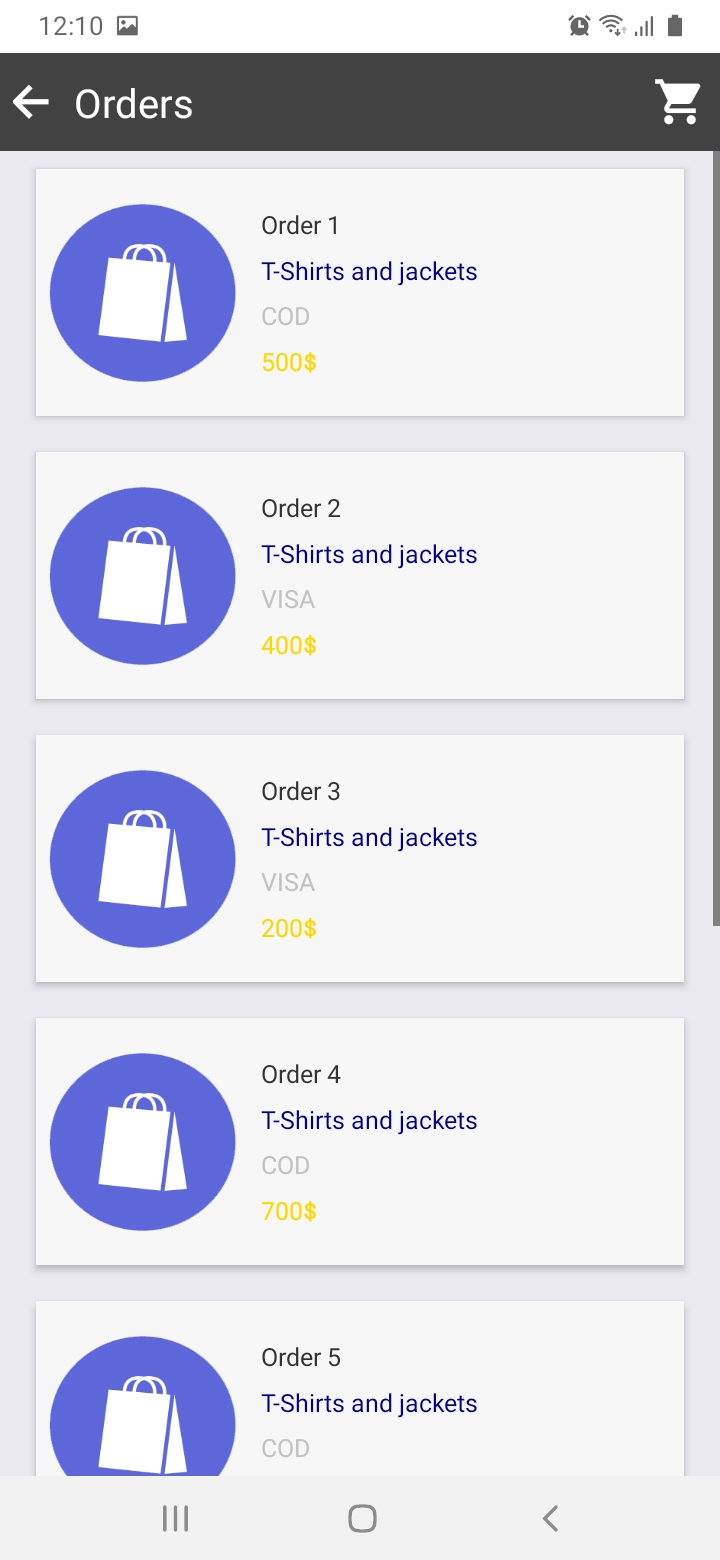 12:10
Orders
Order 1
T-Shirts and jackets
COD
500$
Order 2
T-Shirts and jackets
VISA
400$
Order 3
T-Shirts and jackets
VISA
200$
Order 4
T-Shirts and jackets
COD
700$
Order 5
T-Shirts and jackets
COD